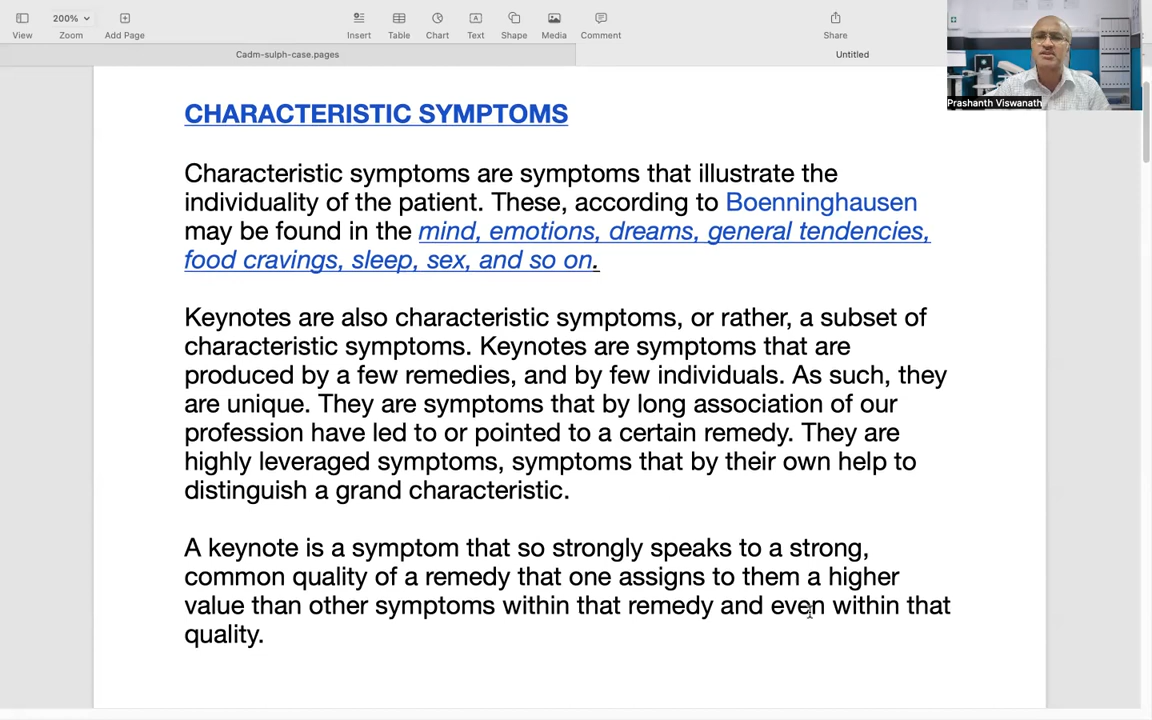 200%
View
Zoom
Add Page
Insert
Table
Chart
Text
Shape
Media
Comment
Share
Cadm-sulph-case.pages
Untitled
Prashanth Viswanath
CHARACTERISTIC SYMPTOMS
Characteristic symptoms are symptoms that illustrate the
individuality of the patient. These, according to Boenninghausen
may be found in the mind, emotions, dreams, general tendencies,
food cravings, sleep, sex, and so on.
Keynotes are also characteristic symptoms, or rather, a subset of
characteristic symptoms. Keynotes are symptoms that are
produced by a few remedies, and by few individuals. As such, they
are unique. They are symptoms that by long association of our
profession have led to or pointed to a certain remedy. They are
highly leveraged symptoms, symptoms that by their own help to
distinguish a grand characteristic.
A keynote is a symptom that so strongly speaks to a strong,
common quality of a remedy that one assigns to them a higher
value than other symptoms within that remedy and even within that
quality.